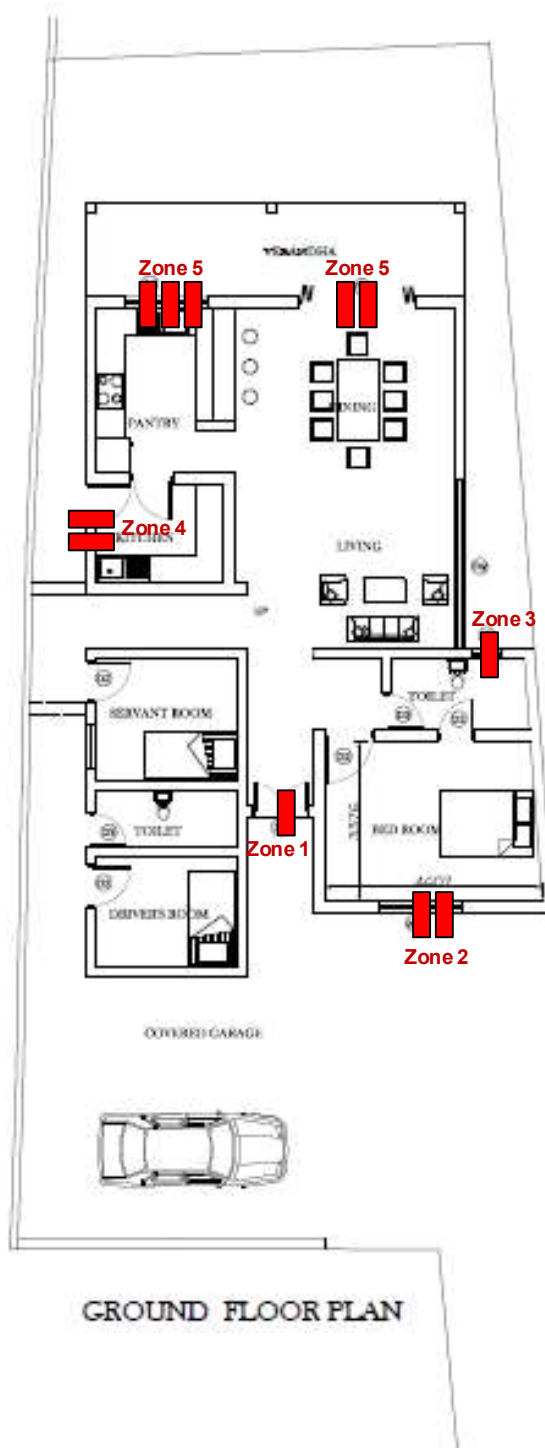 Zone 5
Zone 5
DINING
PANTRY
Zone 4
KITCHEN
LIVING
Zone 3
TOILET
SERVANT ROOM
TOILET
BED ROOM
Zone 1
DRIVER'S ROOM
Zone 2
COVERED GARAGE
GROUND FLOOR PLAN